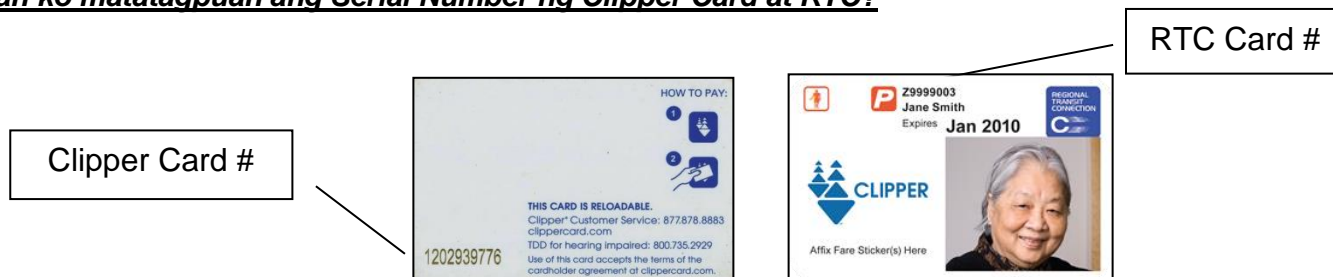 ko matatagpuan ang Serial Number ng Clipper Card at RTC?
RTC Card #
Clipper Card #
HOW TO PAY:
1
2
THIS CARD IS RELOADABLE.
Clipper® Customer Service: 877.878.8883
clippercard.com
TDD for hearing impaired: 800.735.2929
Use of this card accepts the terms of the
cardholder agreement at clippercard.com.
1202939776
P
Z9999003
Jane Smith
Expires Jan 2010
REGIONAL
TRANSIT
CONNECTION
C
CLIPPER
Affix Fare Sticker(s) Here